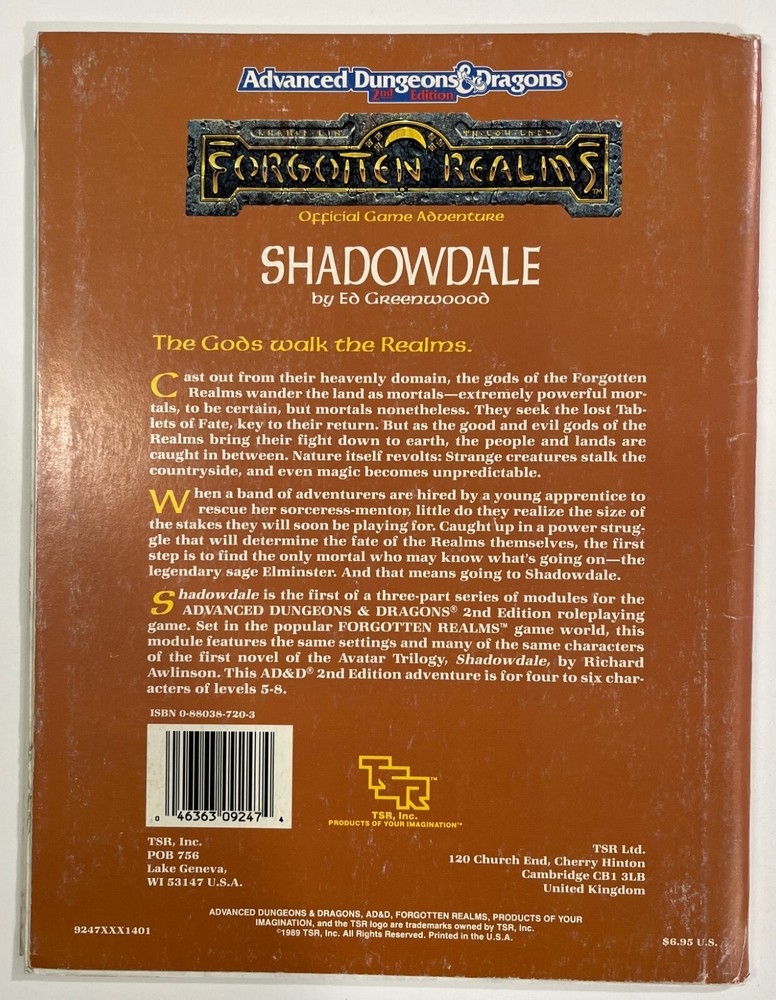 Advanced Dungeons & Dragons®
2nd Edition
FORGOTTEN REALMS™
Official Game Adventure
SHADOWDALE
by Ed Greenwoood
The Gods walk the Realms.
Cast out from their heavenly domain, the gods of the Forgotten
Realms wander the land as mortals—extremely powerful mor-
tals, to be certain, but mortals nonetheless. They seek the lost Tab-
lets of Fate, key to their return. But as the good and evil gods of the
Realms bring their fight down to earth, the people and lands are
caught in between. Nature itself revolts: Strange creatures stalk the
countryside, and even magic becomes unpredictable.
When a band of adventurers are hired by a young apprentice to
rescue her sorceress-mentor, little do they realize the size of
the stakes they will soon be playing for. Caught up in a power strug-
gle that will determine the fate of the Realms themselves, the first
step is to find the only mortal who may know what's going on—the
legendary sage Elminster. And that means going to Shadowdale.
Shadowdale is the first of a three-part series of modules for the
ADVANCED DUNGEONS & DRAGONS® 2nd Edition roleplaying
game. Set in the popular FORGOTTEN REALMS™ game world, this
module features the same settings and many of the same characters
of the first novel of the Avatar Trilogy, Shadowdale, by Richard
Awlinson. This AD&D® 2nd Edition adventure is for four to six char-
acters of levels 5-8.
ISBN 0-88038-720-3
0 46363 09247 4
TSR™
TSR, Inc.
PRODUCTS OF YOUR IMAGINATION™
TSR, Inc.
POB 756
Lake Geneva,
WI 53147 U.S.A.
TSR Ltd.
120 Church End, Cherry Hinton
Cambridge CB1 3LB
United Kingdom
ADVANCED DUNGEONS & DRAGONS, AD&D, FORGOTTEN REALMS, PRODUCTS OF YOUR
IMAGINATION, and the TSR logo are trademarks owned by TSR, Inc.
©1989 TSR, Inc. All Rights Reserved. Printed in the U.S.A.
9247XXX1401
$6.95 U.S.